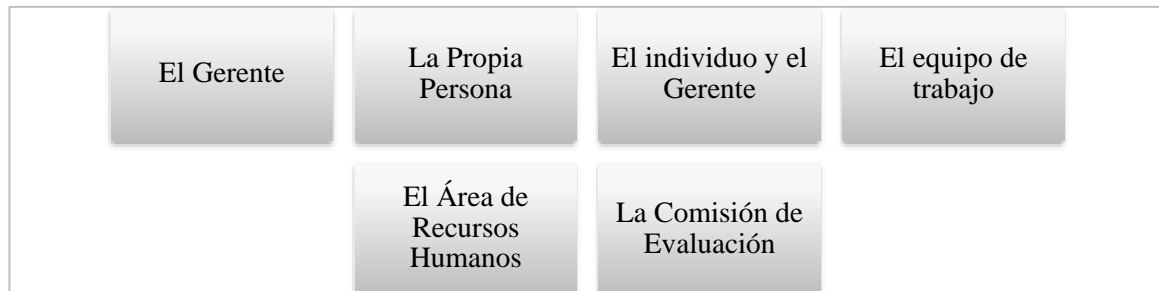 El Gerente
La Propia
Persona
El individuo y el
Gerente
El equipo de
trabajo
El Área de
Recursos
Humanos
La Comisión de
Evaluación